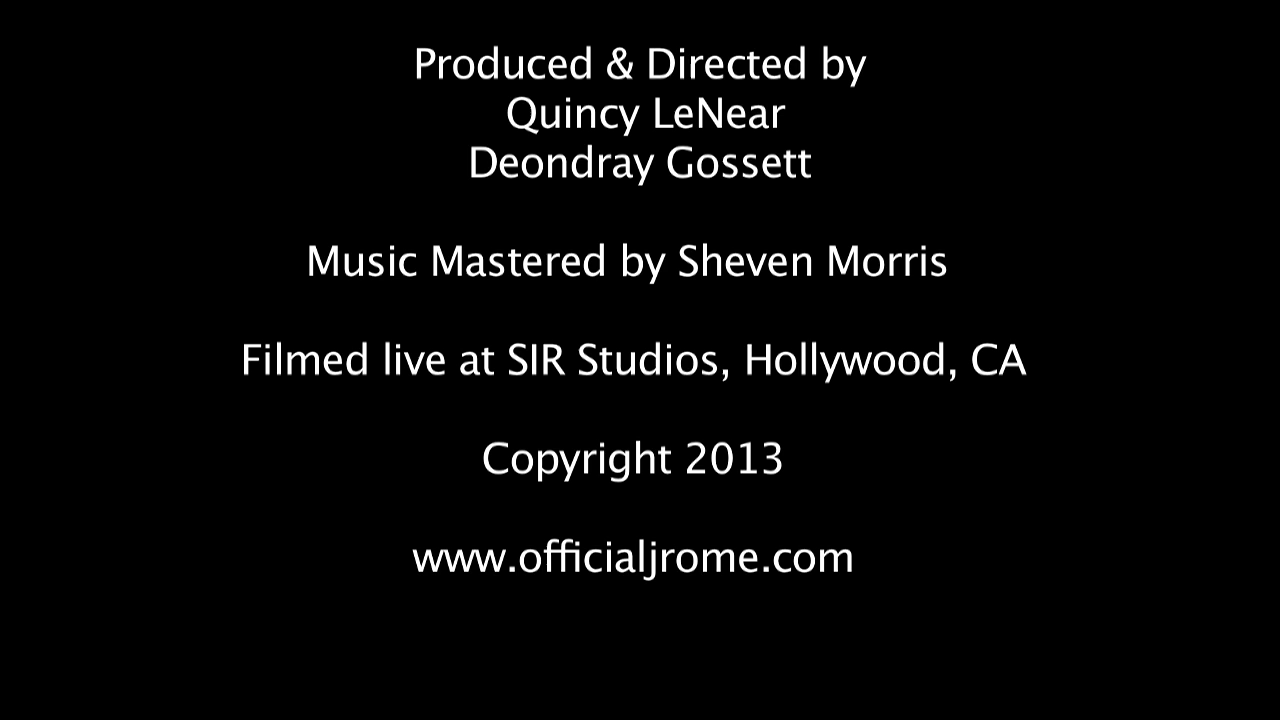 Produced & Directed by
Quincy LeNear
Deondray Gossett
Music Mastered by Sheven Morris
Filmed live at SIR Studios, Hollywood, CA
Copyright 2013
www.officialjrome.com